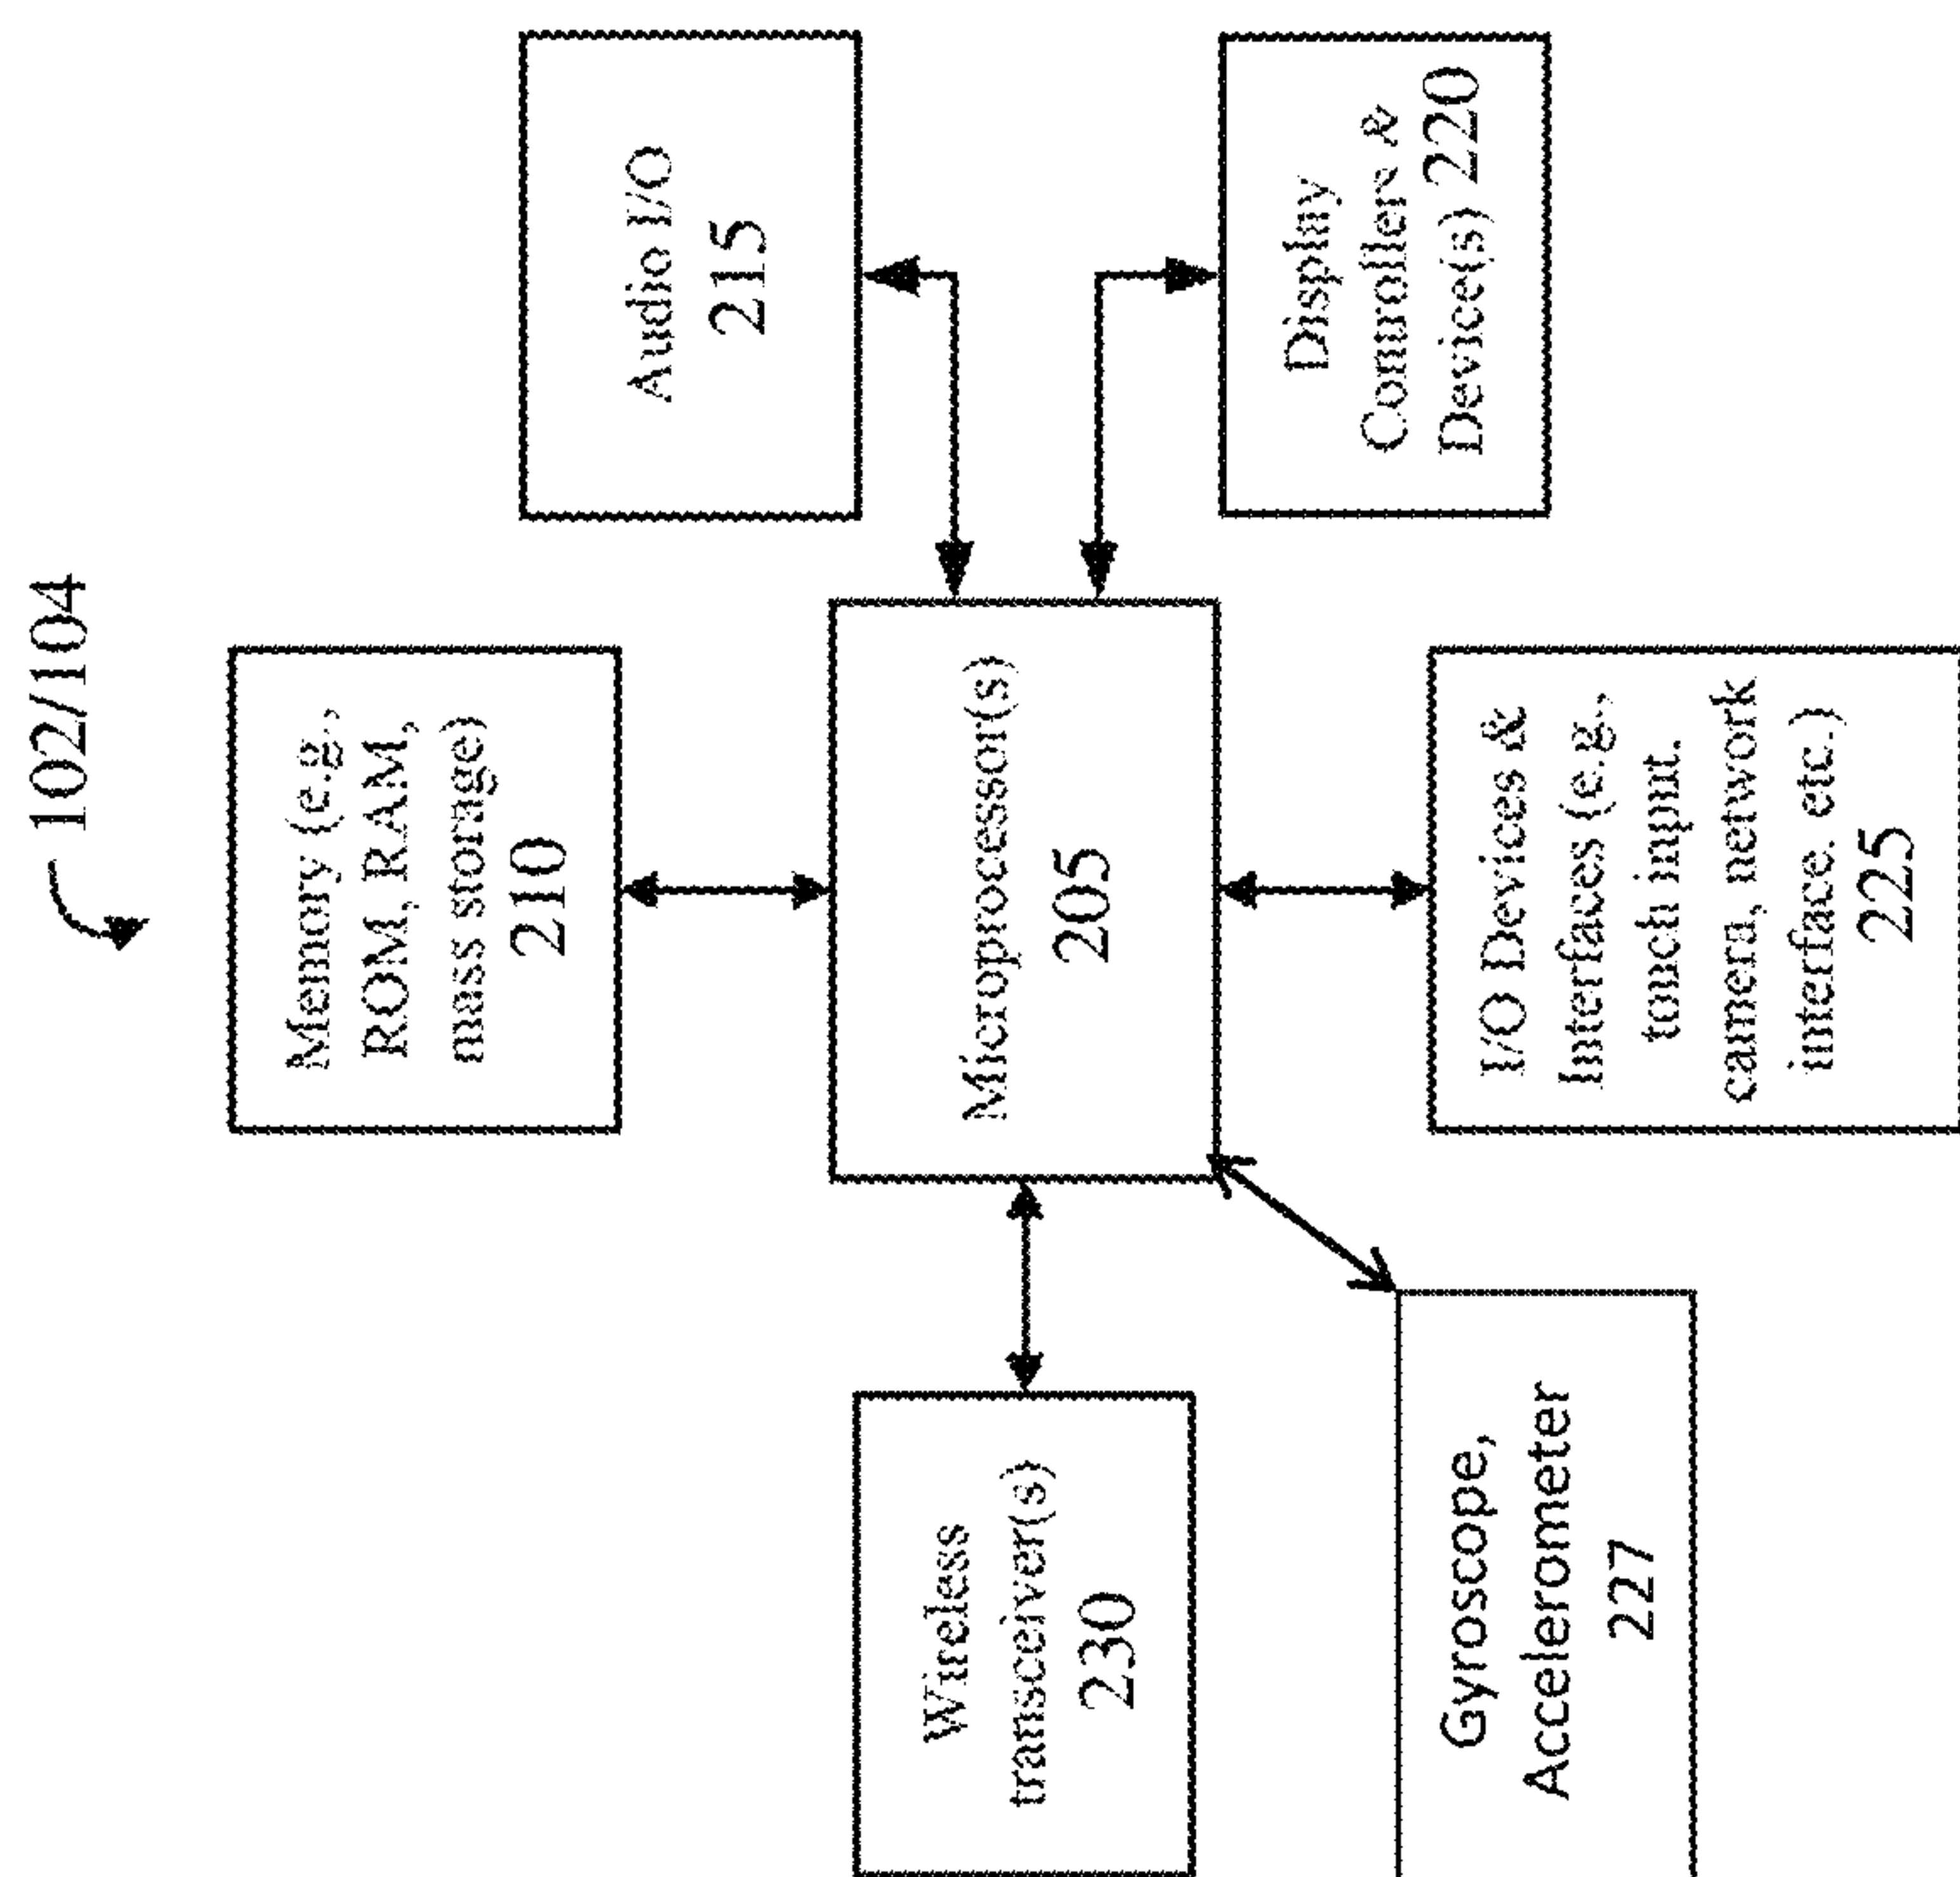 102/104
Memory (e.g.,
ROM, RAM,
mass storage)
210
Audio I/O
215
Microprocessor(s)
205
Wireless
transceiver(s)
230
Display
Controller &
Device(s) 220
I/O Devices &
Interfaces (e.g.,
touch input.
camera, network
interface. etc.)
225
Gyroscope,
Accelerometer
227